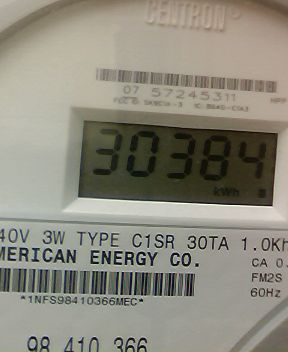 CENTRON®
07 57245311
30384
kWh
40V 3W TYPE C1SR 30TA 1.0Kh
MERICAN ENERGY CO.
CA 0.
FM2S
60Hz
*1NFS98410366MEC*
98 410 366